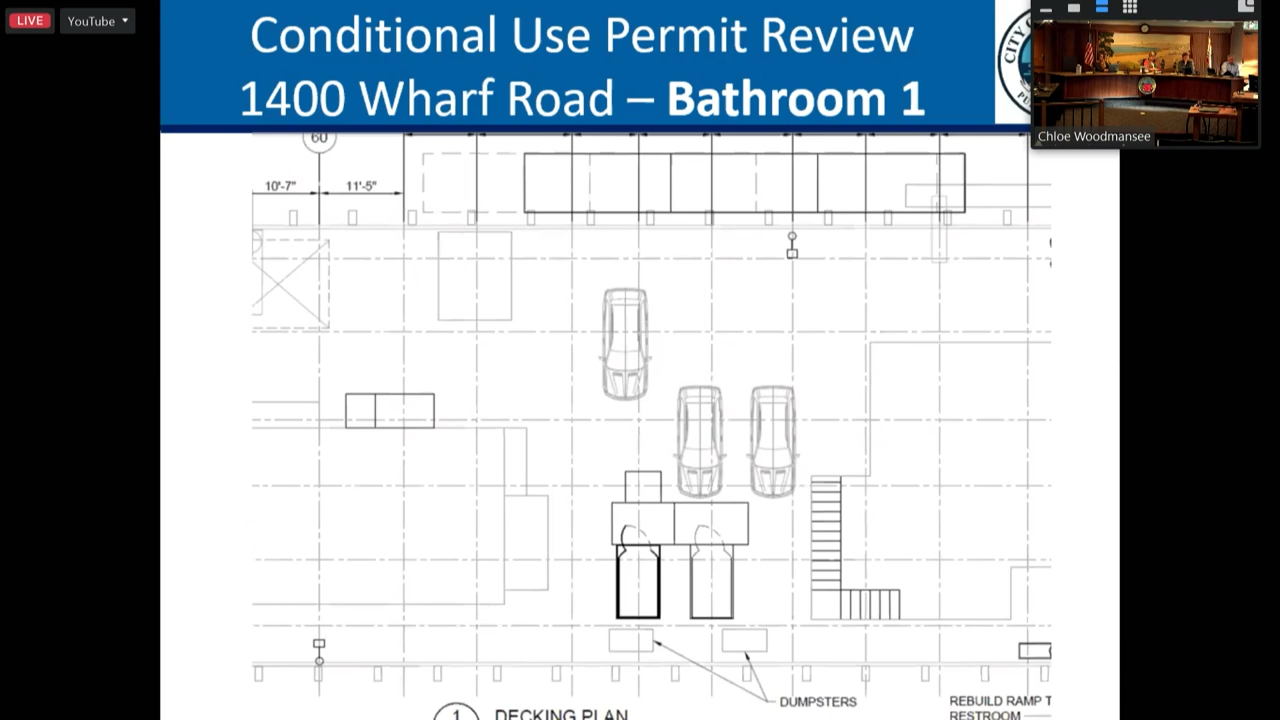 LIVE
YouTube
Conditional Use Permit Review
1400 Wharf Road – Bathroom 1
CITY
Chloe Woodmansee
60
10'-7"
11'-5"
DUMPSTERS
REBUILD RAMP T
RESTROOM
1
DECKING PLAN